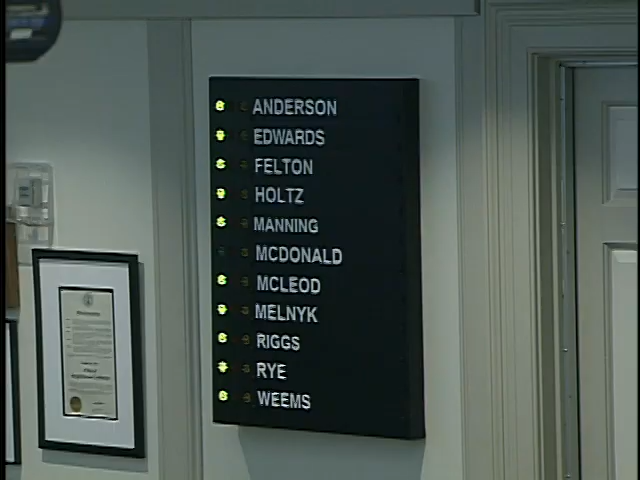 ANDERSON
EDWARDS
FELTON
HOLTZ
MANNING
MCDONALD
MCLEOD
MELNYK
RIGGS
RYE
WEEMS